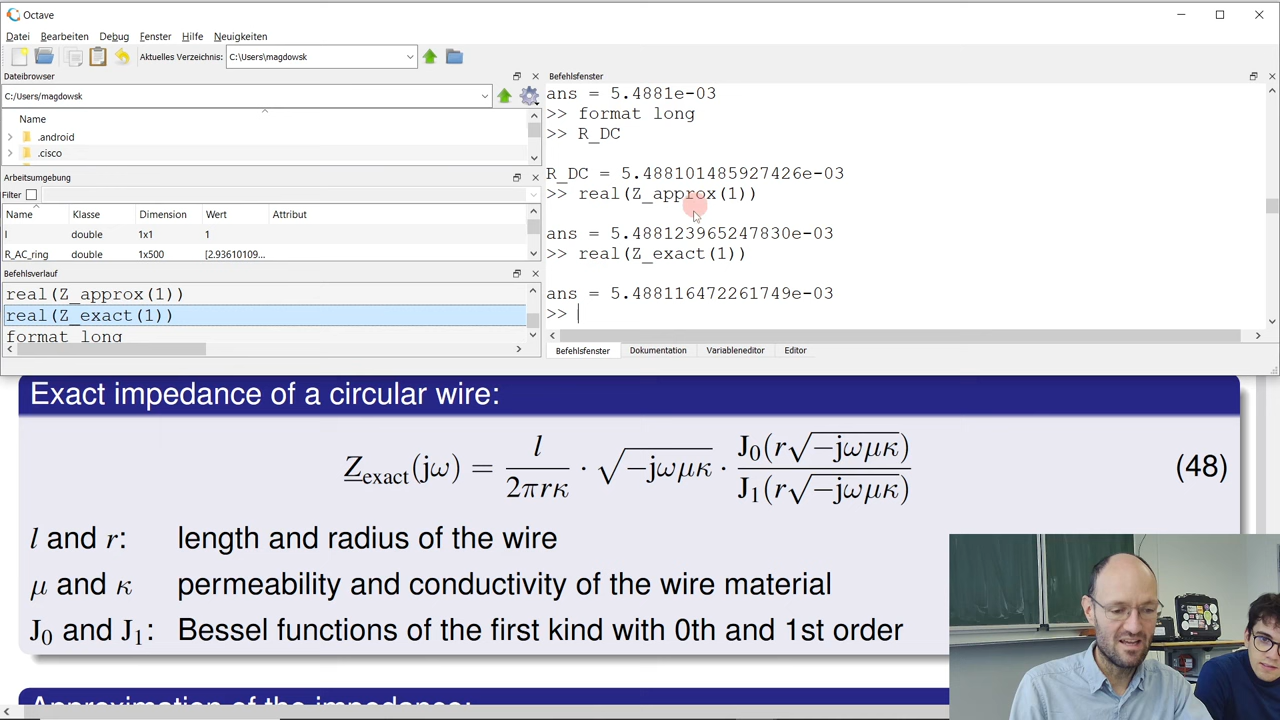 Octave
Datei Bearbeiten Debug Fenster Hilfe Neuigkeiten
Aktuelles Verzeichnis: C:\Users\magdowsk
Dateibrowser
C:/Users/magdowsk
Name
.android
.cisco
Arbeitsumgebung
Filter
Name Klasse Dimension Wert Attribut
l double 1x1 1
R_AC_ring double 1x500 [2.93610109...
Befehlsverlauf
real(Z_approx(1))
real(Z_exact(1))
format long
Befehlsfenster
ans = 5.4881e-03
>> format long
>> R_DC
R_DC = 5.488101485927426e-03
>> real(Z_approx(1))
ans = 5.488123965247830e-03
>> real(Z_exact(1))
ans = 5.488116472261749e-03
>>
Befehlsfenster Dokumentation Variableneditor Editor
Exact impedance of a circular wire:
Z_exact(jω) = l/(2πrκ) · √(−jωμκ) · J₀(r√(−jωμκ))/J₁(r√(−jωμκ)) (48)
l and r: length and radius of the wire
μ and κ permeability and conductivity of the wire material
J₀ and J₁: Bessel functions of the first kind with 0th and 1st order
Approximation of the impedance: